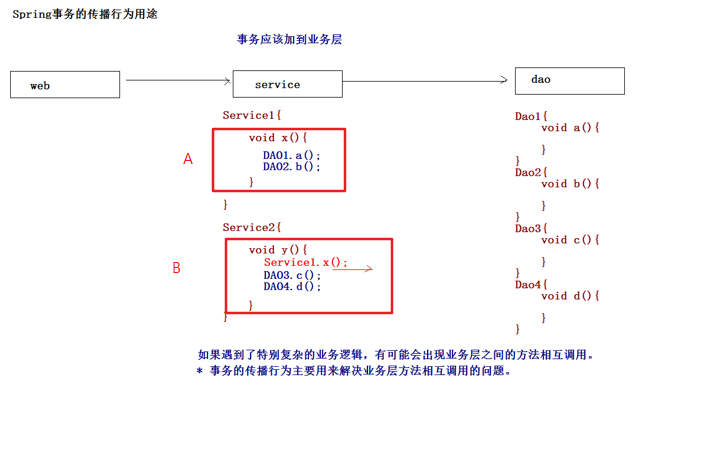 Spring事务的传播行为用途
事务应该加到业务层
web
service
dao
Service1{
void x(){
DAO1.a();
DAO2.b();
}
}
A
Service2{
void y(){
Service1.x();
DAO3.c();
DAO4.d();
}
}
B
Dao1{
void a(){
}
}
Dao2{
void b(){
}
}
Dao3{
void c(){
}
}
Dao4{
void d(){
}
}
如果遇到了特别复杂的业务逻辑，有可能会出现业务层之间的方法相互调用。
* 事务的传播行为主要用来解决业务层方法相互调用的问题。